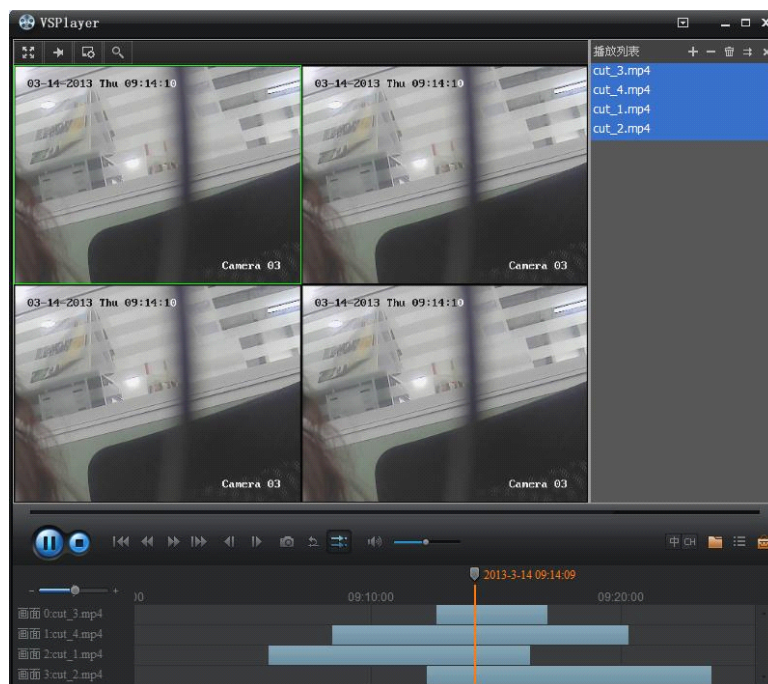 VSPlayer
播放列表
cut_3.mp4
cut_4.mp4
cut_1.mp4
cut_2.mp4
03-14-2013 Thu 09:14:10
Camera 03
03-14-2013 Thu 09:14:10
Camera 03
03-14-2013 Thu 09:14:10
Camera 03
03-14-2013 Thu 09:14:10
Camera 03
中 CH
2013-3-14 09:14:09
00 09:10:00 09:20:00
画面 0:cut_3.mp4
画面 1:cut_4.mp4
画面 2:cut_1.mp4
画面 3:cut_2.mp4